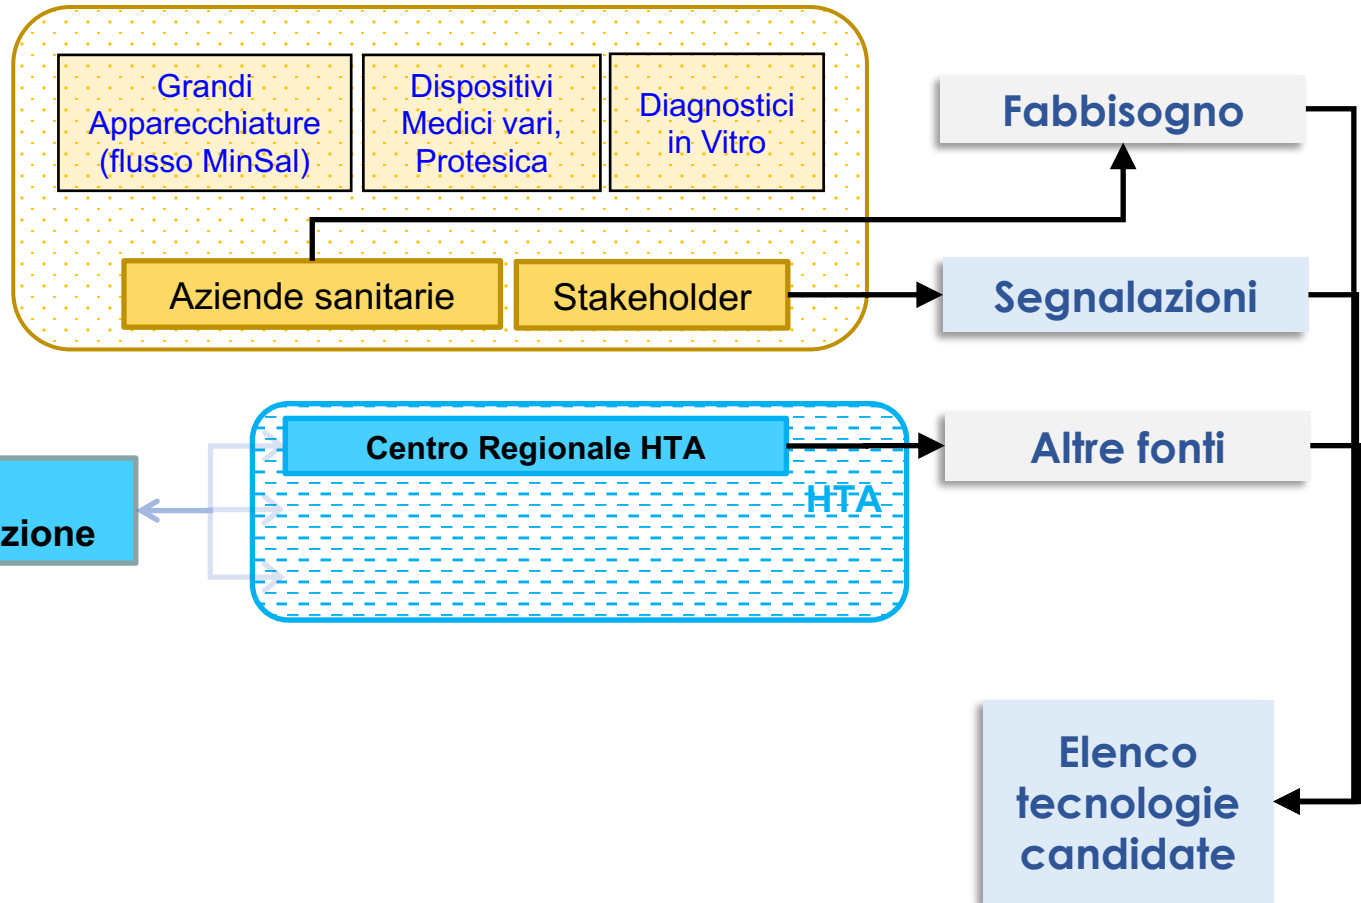 Grandi
Apparecchiature
(flusso MinSal)
Dispositivi
Medici vari,
Protesica
Diagnostici
in Vitro
Fabbisogno
Aziende sanitarie
Stakeholder
Segnalazioni
Centro Regionale HTA
Altre fonti
HTA
zione
Elenco
tecnologie
candidate